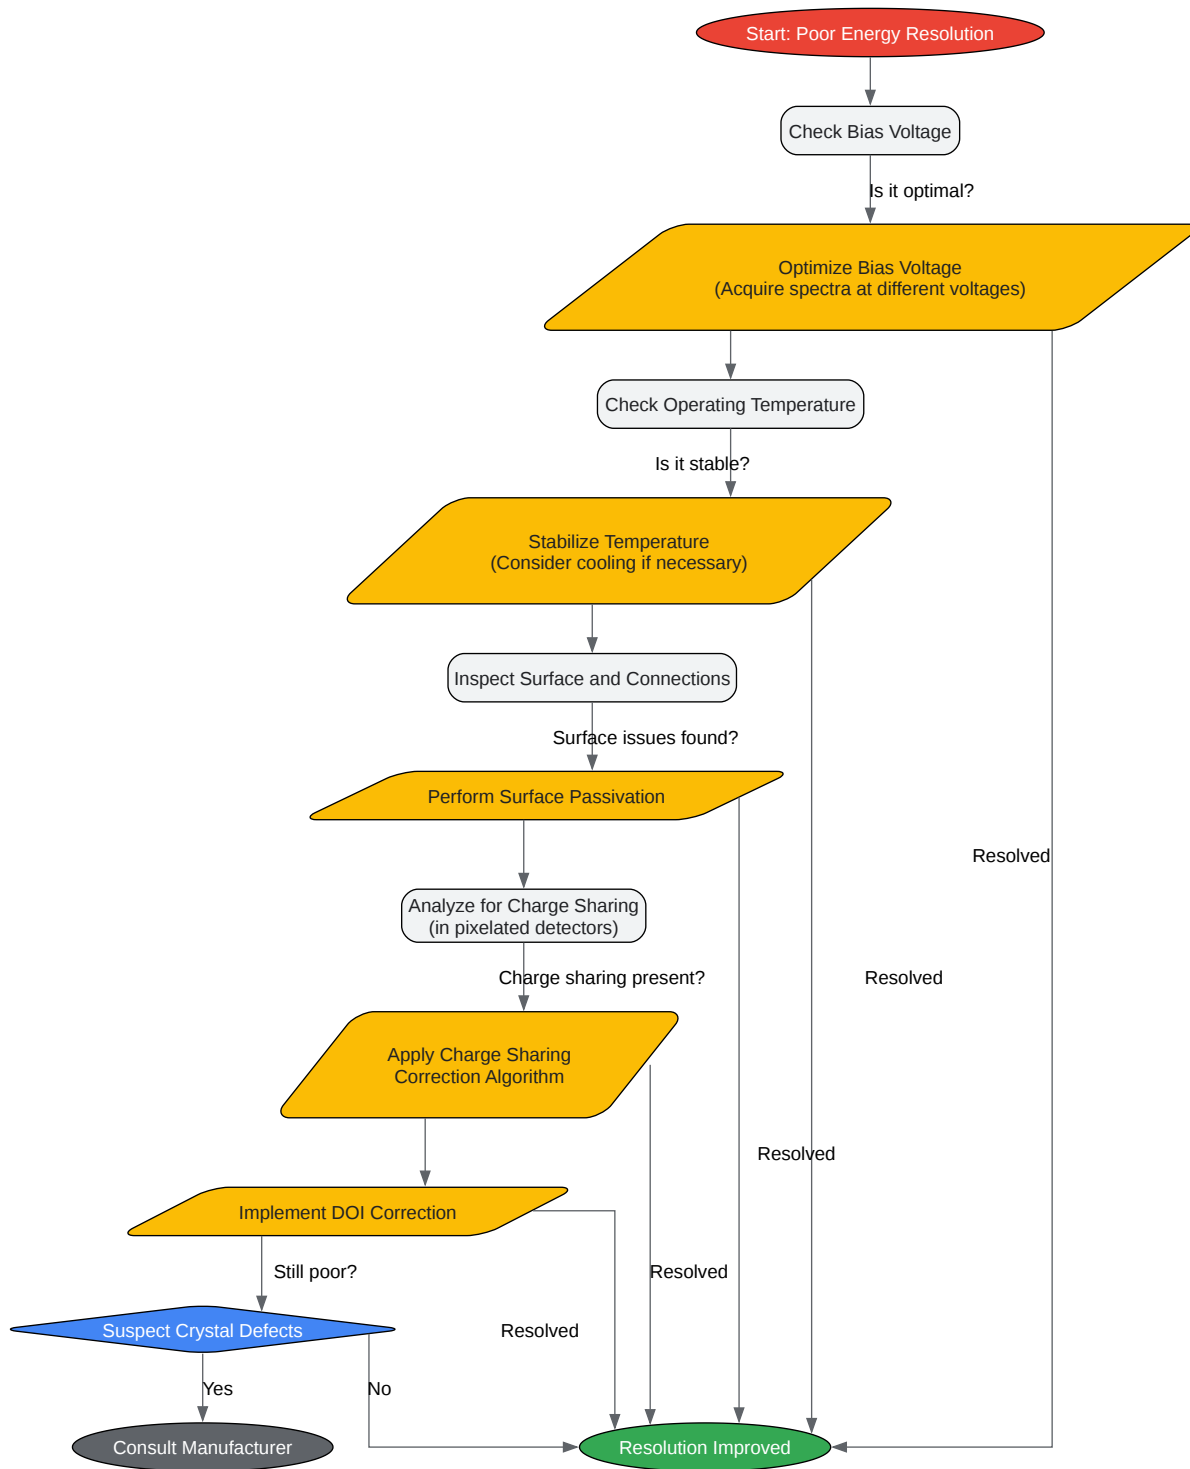 Start: Poor Energy Resolution
Check Bias Voltage
Is it optimal?
Optimize Bias Voltage
(Acquire spectra at different voltages)
Check Operating Temperature
Is it stable?
Stabilize Temperature
(Consider cooling if necessary)
Inspect Surface and Connections
Surface issues found?
Perform Surface Passivation
Resolved
Analyze for Charge Sharing
(in pixelated detectors)
Charge sharing present?
Resolved
Apply Charge Sharing
Correction Algorithm
Resolved
Implement DOI Correction
Still poor?
Resolved
Suspect Crystal Defects
Resolved
Yes
No
Consult Manufacturer
Resolution Improved